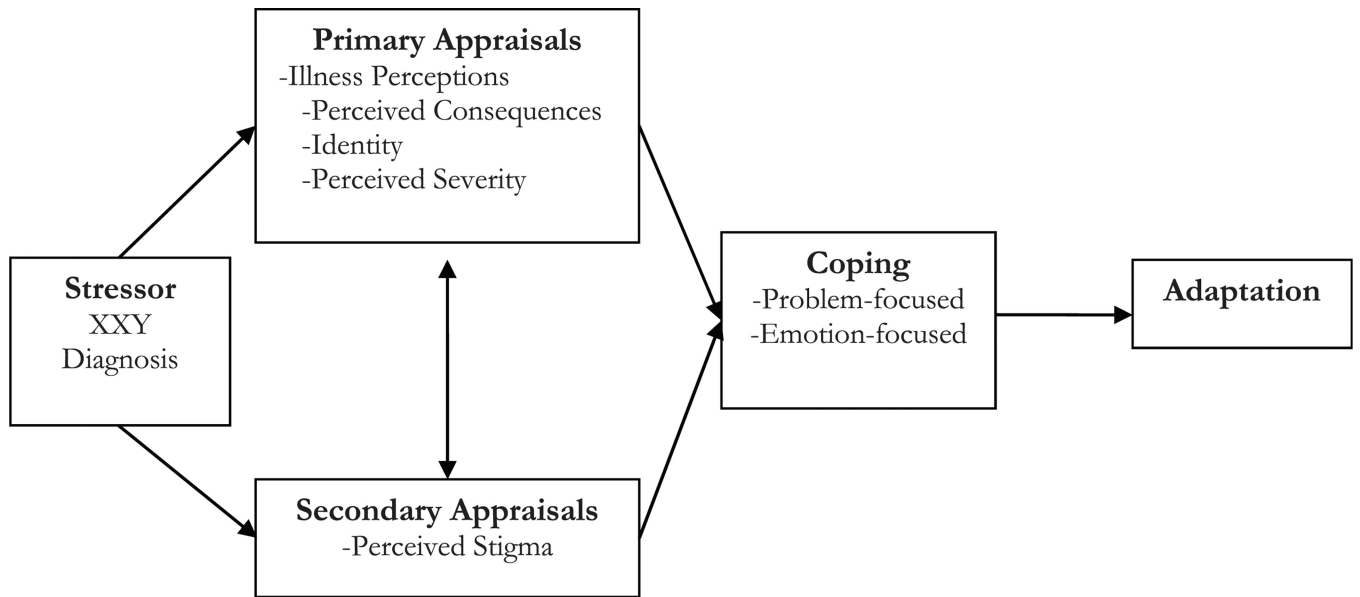 Primary Appraisals
-Illness Perceptions
-Perceived Consequences
-Identity
-Perceived Severity
Stressor
XXY
Diagnosis
Secondary Appraisals
-Perceived Stigma
Coping
-Problem-focused
-Emotion-focused
Adaptation